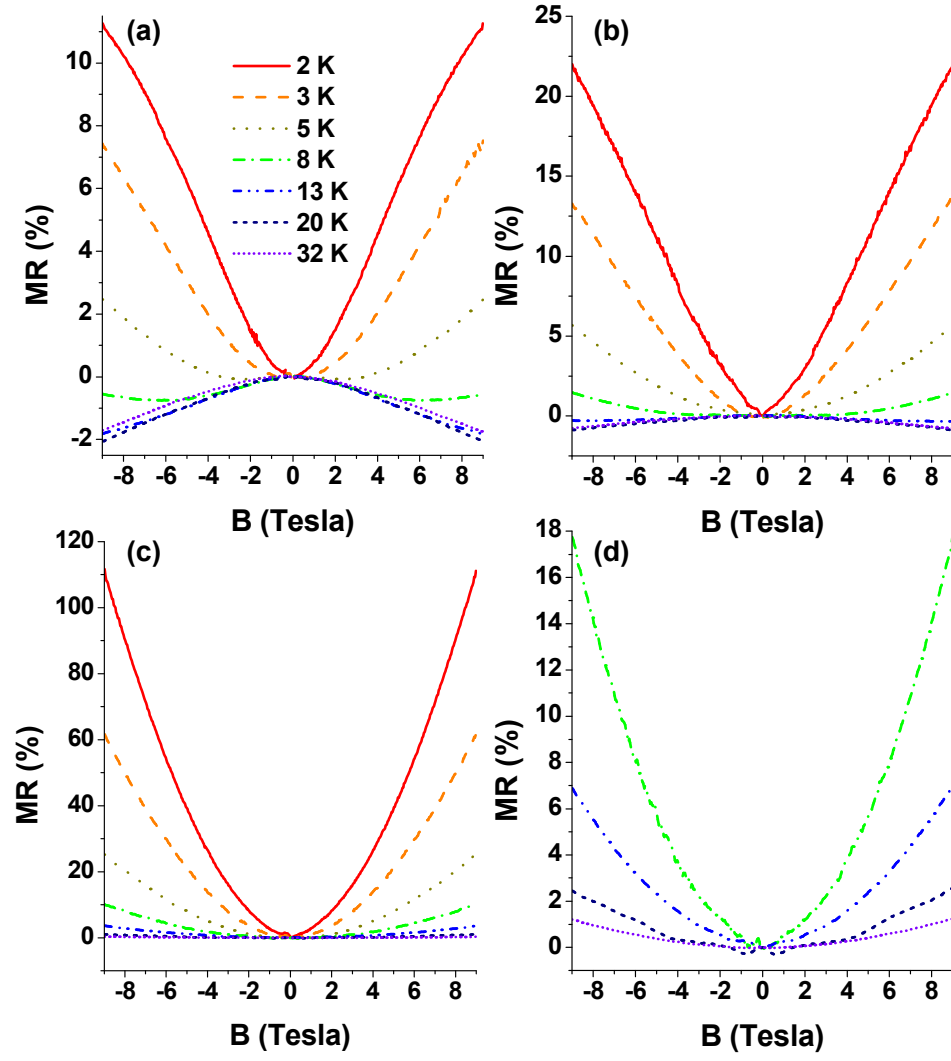 (a)
2 K
3 K
5 K
8 K
13 K
20 K
32 K
MR (%)
10
8
6
4
2
0
-2
-8 -6 -4 -2 0 2 4 6 8
B (Tesla)
(b)
MR (%)
25
20
15
10
5
0
-8 -6 -4 -2 0 2 4 6 8
B (Tesla)
(c)
MR (%)
120
100
80
60
40
20
0
-8 -6 -4 -2 0 2 4 6 8
B (Tesla)
(d)
MR (%)
18
16
14
12
10
8
6
4
2
0
-8 -6 -4 -2 0 2 4 6 8
B (Tesla)